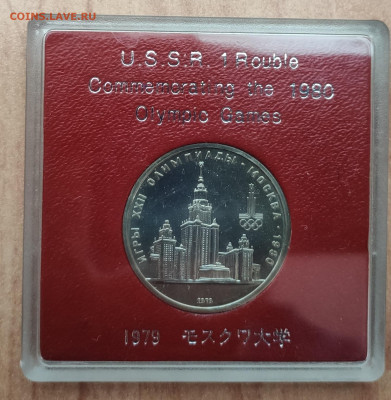 COINS.LAVE.RU
U.S.S.R. 1 Rouble
Commemorating the 1980
Olympic Games
ИГРЫ XXII ОЛИМПИАДЫ · МОСКВА · 1980
1979
1979 モスクワ大学